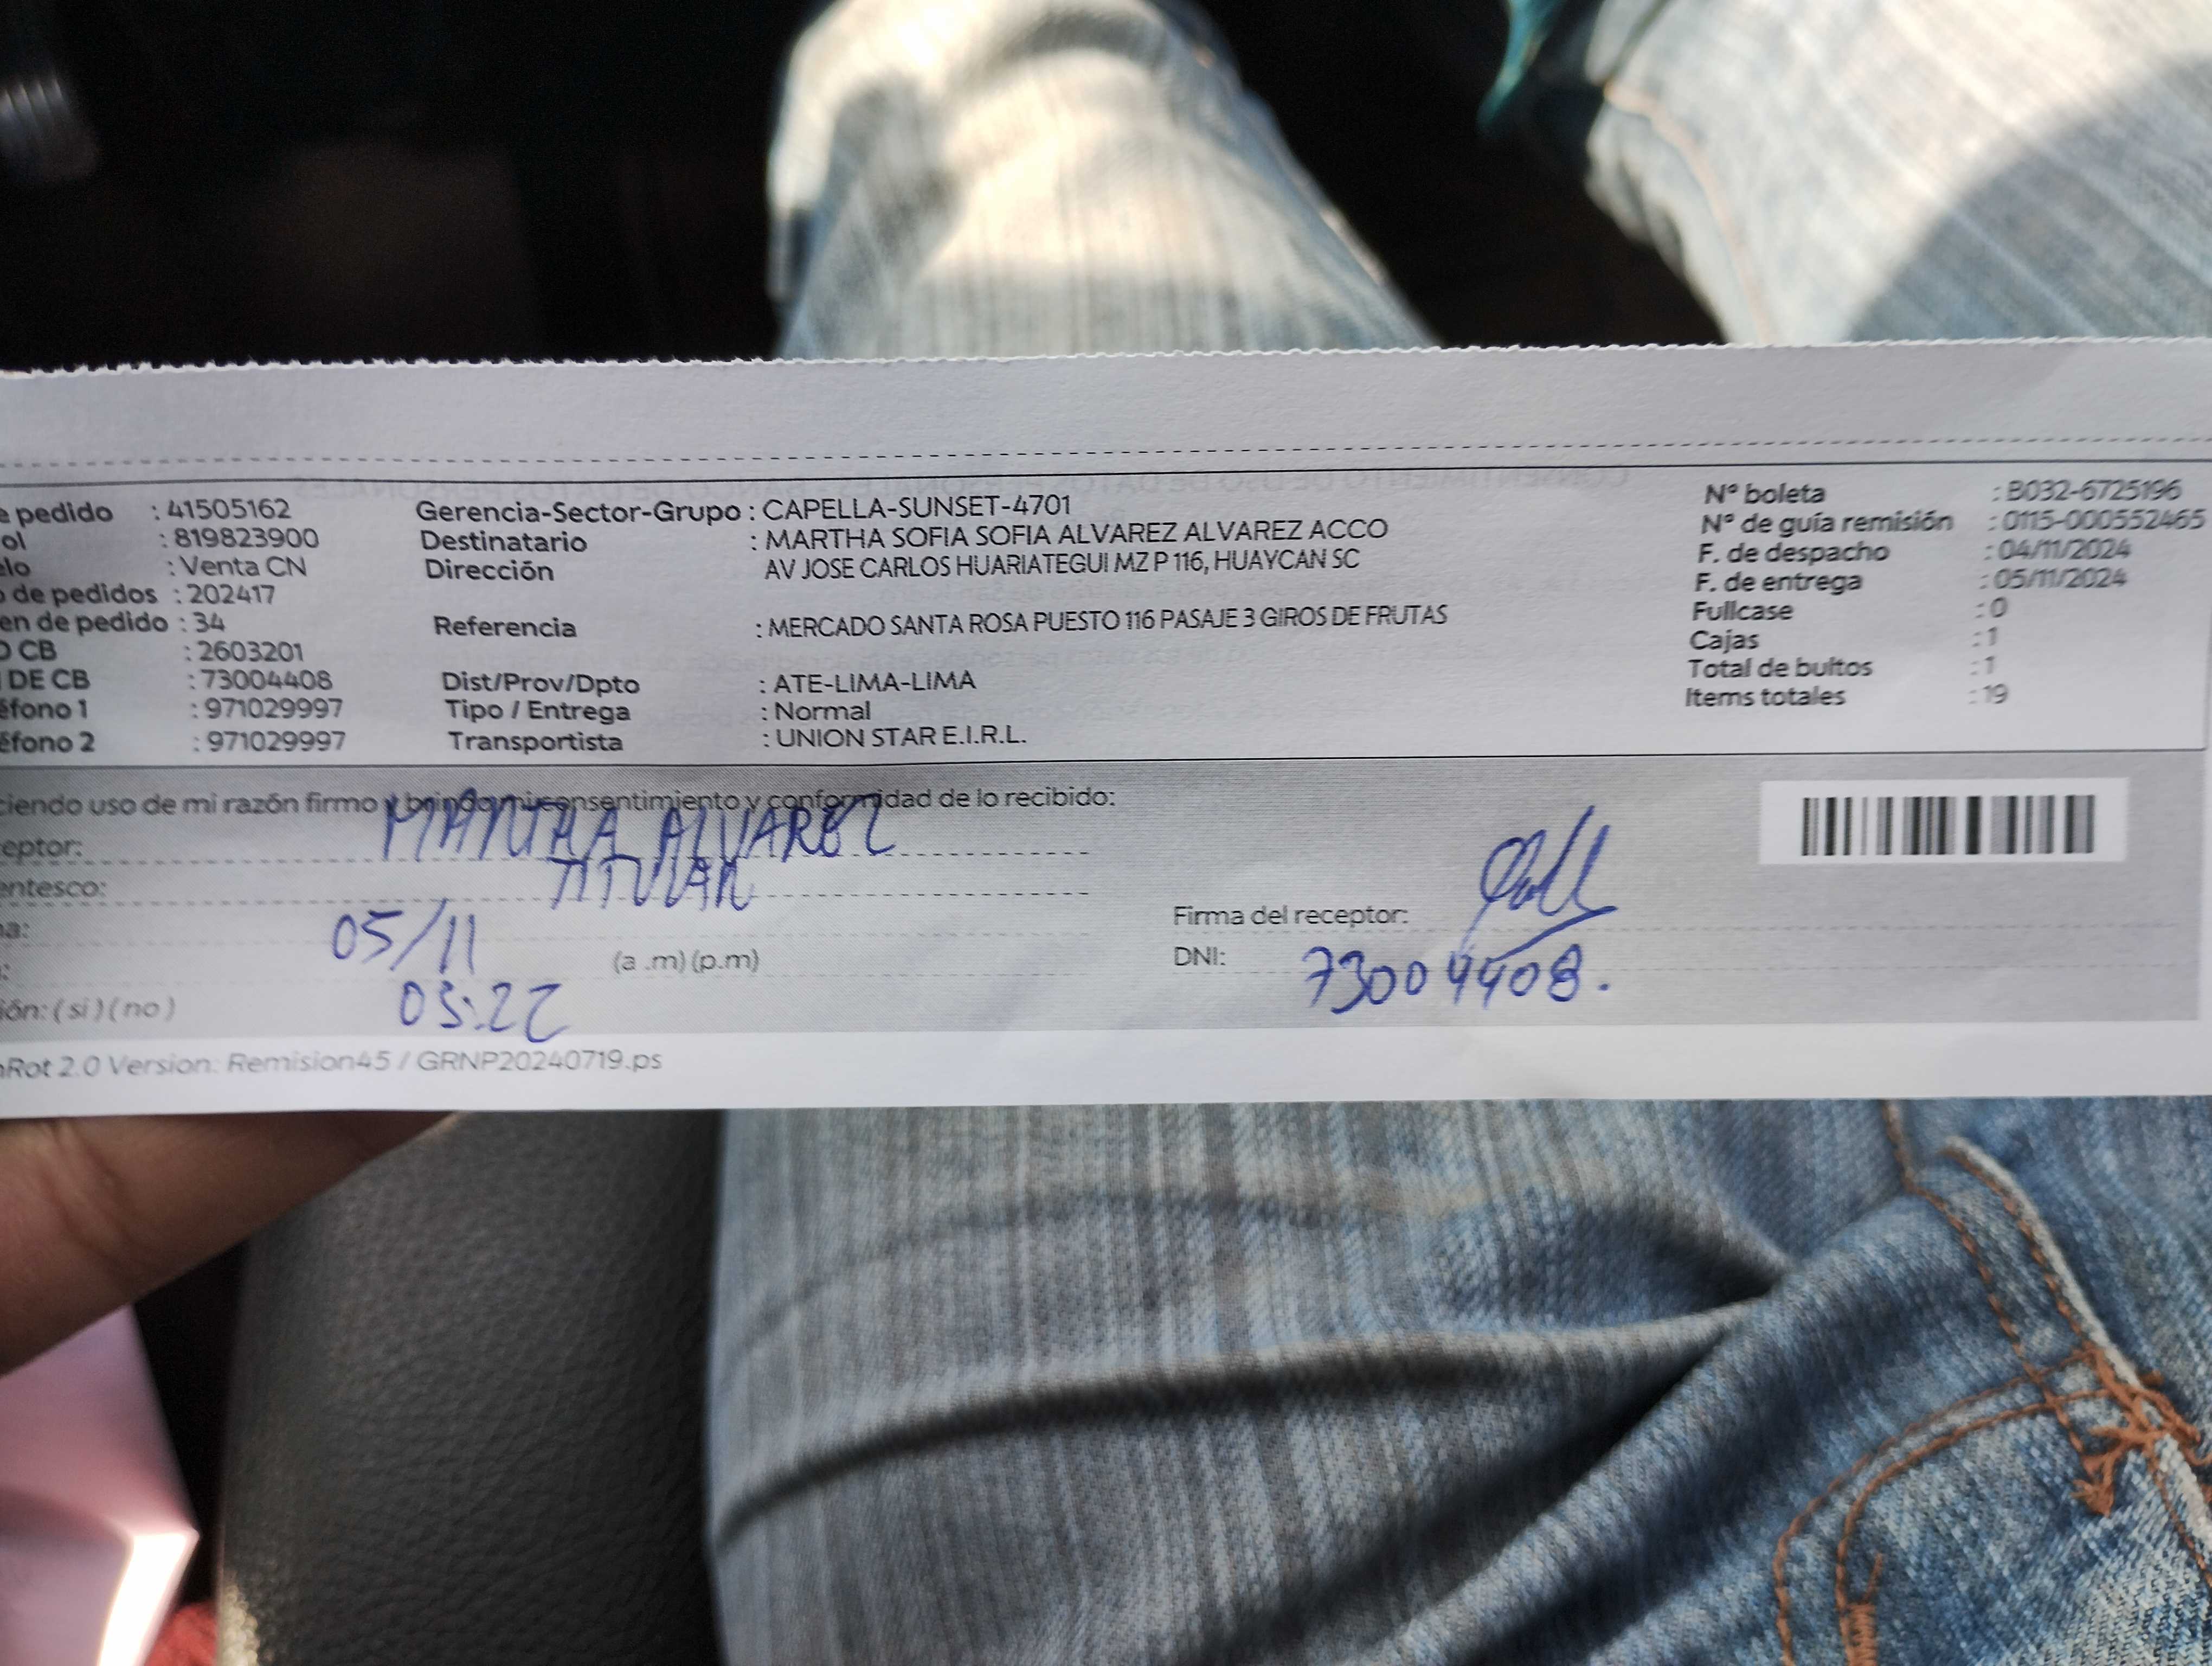 e pedido : 41505162 Gerencia-Sector-Grupo : CAPELLA-SUNSET-4701 N° boleta : B032-6725196
ol : 819823900 Destinatario : MARTHA SOFIA SOFIA ALVAREZ ALVAREZ ACCO N° de guía remisión : 0115-000552465
elo : Venta CN Dirección AV JOSE CARLOS HUARIATEGUI MZ P 116, HUAYCAN SC F. de despacho : 04/11/2024
o de pedidos : 202417 F. de entrega : 05/11/2024
en de pedido : 34 Referencia : MERCADO SANTA ROSA PUESTO 116 PASAJE 3 GIROS DE FRUTAS Fullcase : 0
O CB : 2603201 Cajas : 1
I DE CB : 73004408 Dist/Prov/Dpto : ATE-LIMA-LIMA Total de bultos : 1
éfono 1 : 971029997 Tipo / Entrega : Normal Items totales : 19
éfono 2 : 971029997 Transportista : UNION STAR E.I.R.L.
ciendo uso de mi razón firmo y brindo mi consentimiento y conformidad de lo recibido:
eptor: MARTHA ALVAREZ
entesco: TITULAR
ha: 05/11 Firma del receptor:
a: 03:22 (a .m) (p.m) DNI: 73004408.
ión: ( si ) ( no )
nRot 2.0 Version: Remision45 / GRNP20240719.ps